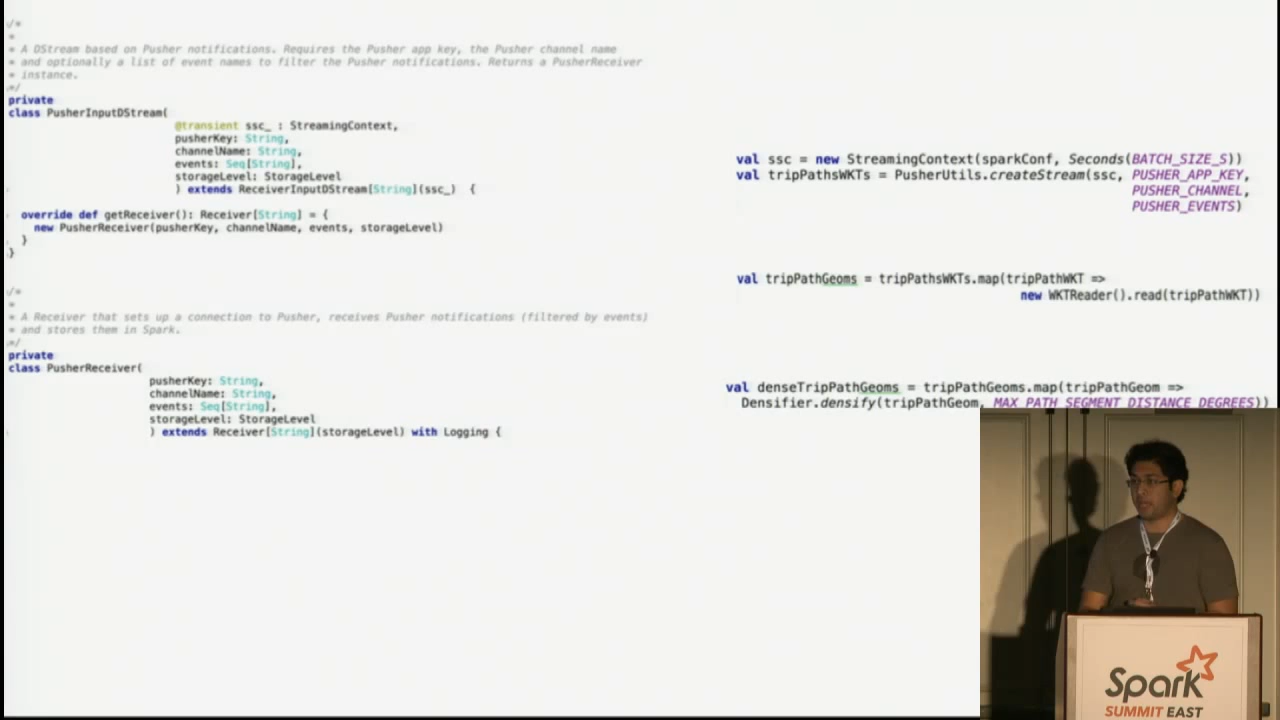 /*
*
* A DStream based on Pusher notifications. Requires the Pusher app key, the Pusher channel name
* and optionally a list of event names to filter the Pusher notifications. Returns a PusherReceiver
* instance.
*/
private
class PusherInputDStream(
@transient ssc_ : StreamingContext,
pusherKey: String,
channelName: String,
events: Seq[String],
storageLevel: StorageLevel
) extends ReceiverInputDStream[String](ssc_) {
override def getReceiver(): Receiver[String] = {
new PusherReceiver(pusherKey, channelName, events, storageLevel)
}
}
/*
*
* A Receiver that sets up a connection to Pusher, receives Pusher notifications (filtered by events)
* and stores them in Spark.
*/
private
class PusherReceiver(
pusherKey: String,
channelName: String,
events: Seq[String],
storageLevel: StorageLevel
) extends Receiver[String](storageLevel) with Logging {
val ssc = new StreamingContext(sparkConf, Seconds(BATCH_SIZE_S))
val tripPathsWKTs = PusherUtils.createStream(ssc, PUSHER_APP_KEY,
PUSHER_CHANNEL,
PUSHER_EVENTS)
val tripPathGeoms = tripPathsWKTs.map(tripPathWKT =>
new WKTReader().read(tripPathWKT))
val denseTripPathGeoms = tripPathGeoms.map(tripPathGeom =>
Densifier.densify(tripPathGeom, MAX_PATH_SEGMENT_DISTANCE_DEGREES))
Spark
SUMMIT EAST